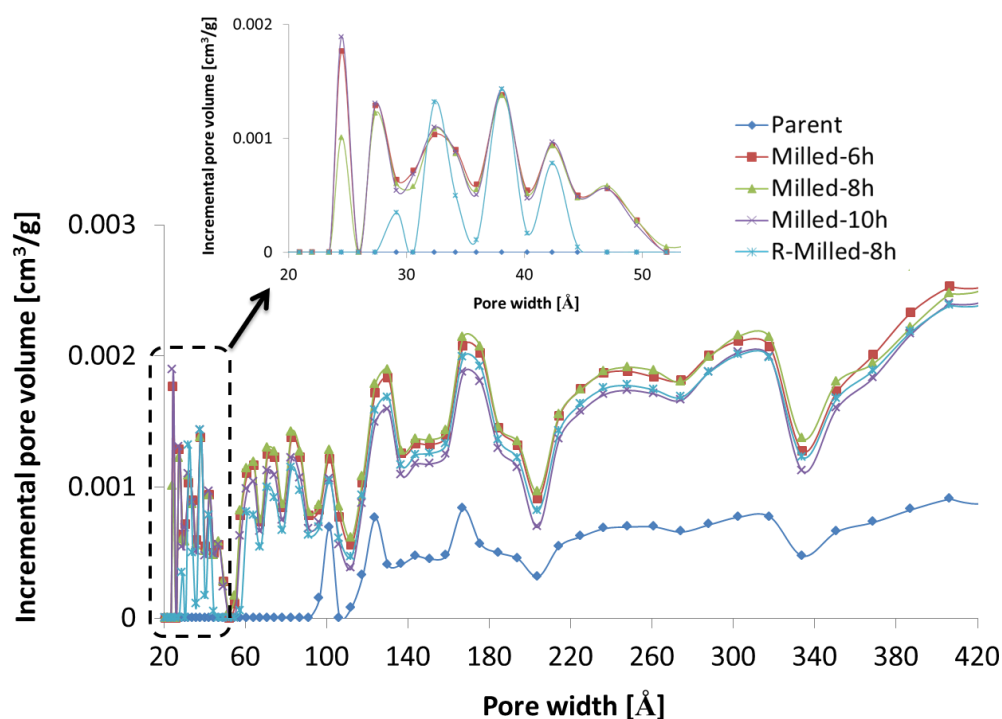 Incremental pore volume [cm³/g]
0.002
0.001
0
20
30
40
50
Pore width [Å]
Parent
Milled-6h
Milled-8h
Milled-10h
R-Milled-8h
Incremental pore volume [cm³/g]
0.003
0.002
0.001
0
20
60
100
140
180
220
260
300
340
380
420
Pore width [Å]